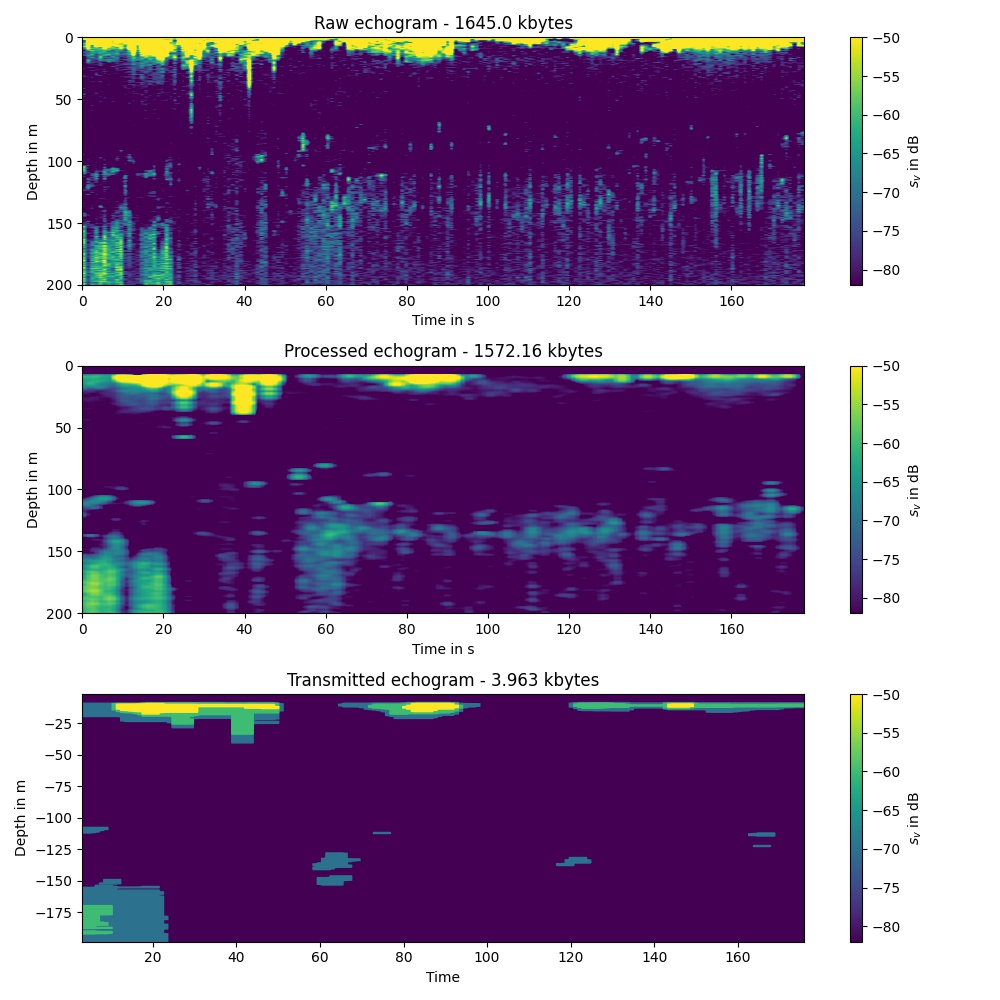 Raw echogram - 1645.0 kbytes
0
50
100
150
200
Depth in m
0 20 40 60 80 100 120 140 160
Time in s
−50
−55
−60
−65
−70
−75
−80
sv in dB
Processed echogram - 1572.16 kbytes
0
50
100
150
200
Depth in m
0 20 40 60 80 100 120 140 160
Time in s
−50
−55
−60
−65
−70
−75
−80
sv in dB
Transmitted echogram - 3.963 kbytes
−25
−50
−75
−100
−125
−150
−175
Depth in m
20 40 60 80 100 120 140 160
Time
−50
−55
−60
−65
−70
−75
−80
sv in dB